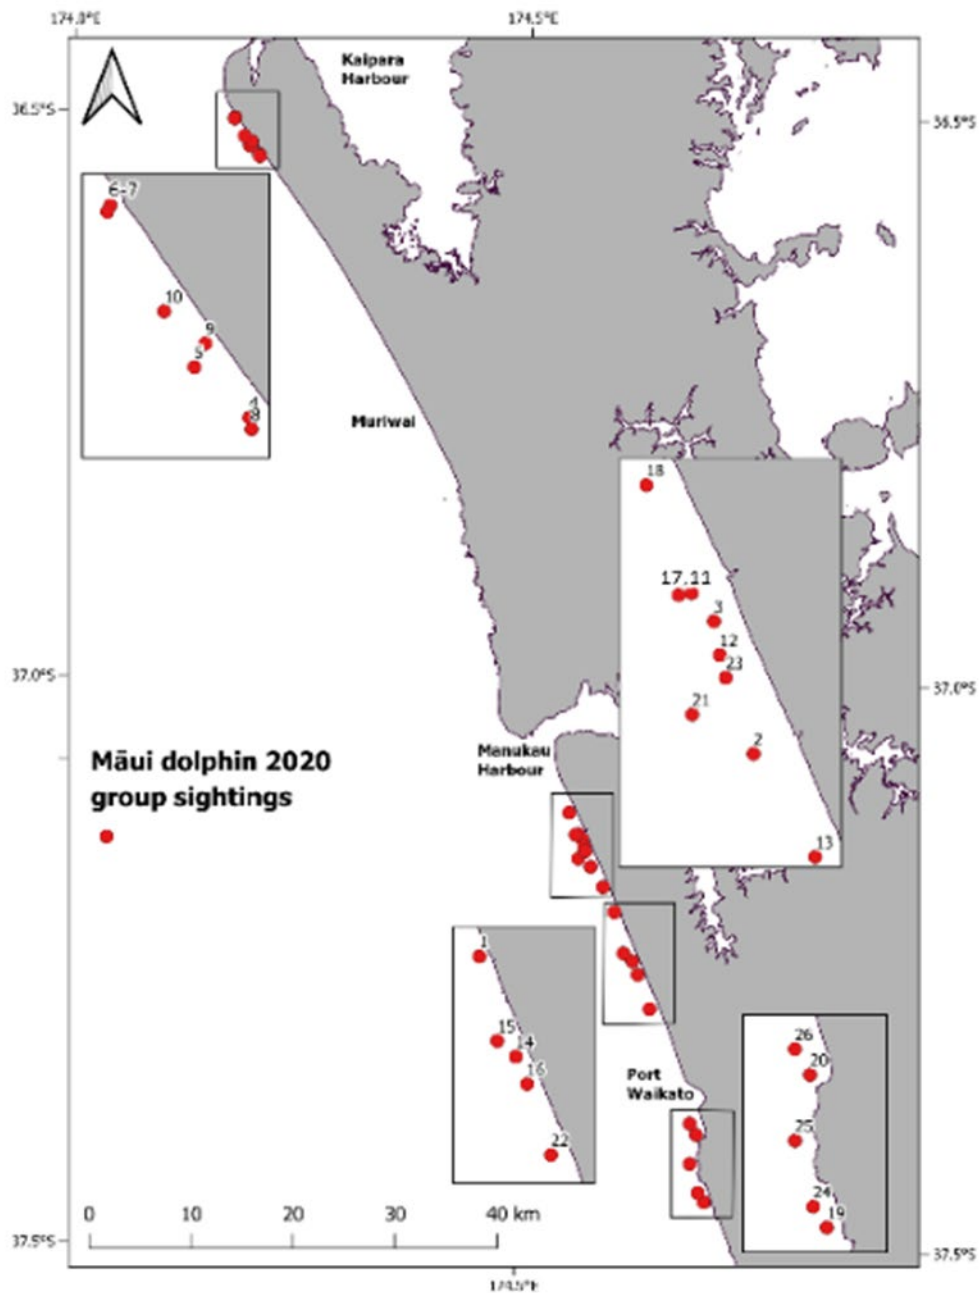 174.0°E
174.5°E
Kaipara
Harbour
36.5°S
36.5°S
6-7
10
9
5
4
8
Muriwai
18
17,11
3
12
23
21
2
13
37.0°S
37.0°S
Manukau
Harbour
Māui dolphin 2020
group sightings
1
15
14
16
22
Port
Waikato
26
20
25
24
19
0
10
20
30
40 km
37.5°S
37.5°S
174.5°E